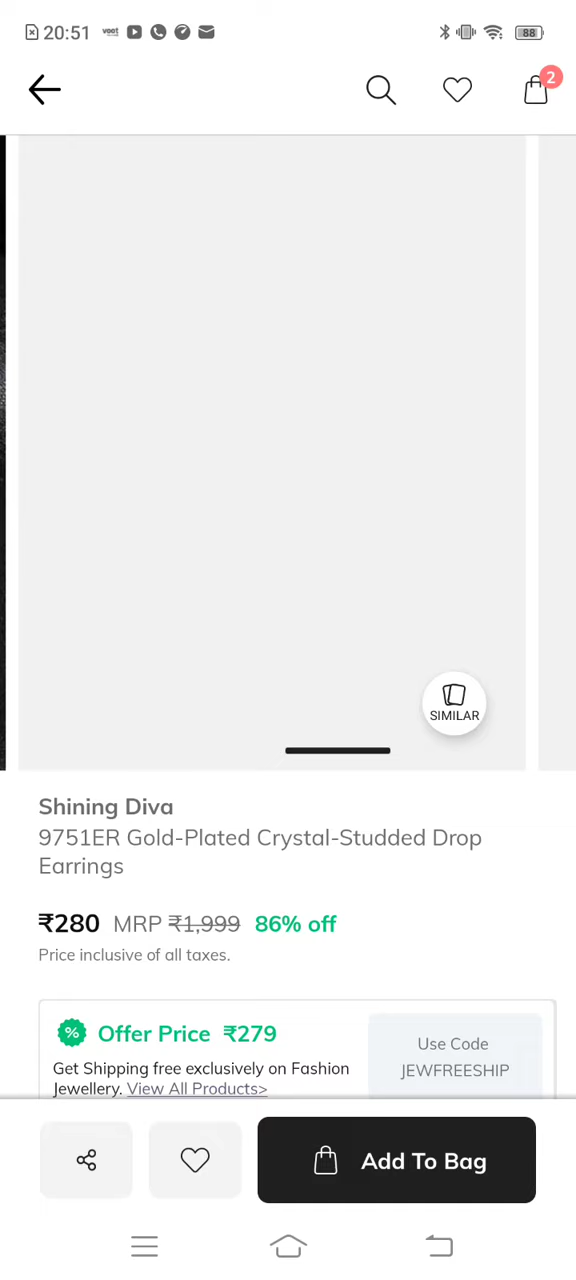 20:51 voot 88
2
SIMILAR
Shining Diva
9751ER Gold-Plated Crystal-Studded Drop
Earrings
₹280 MRP ₹1,999 86% off
Price inclusive of all taxes.
% Offer Price ₹279
Use Code
Get Shipping free exclusively on Fashion
JEWFREESHIP
Jewellery. View All Products>
Add To Bag